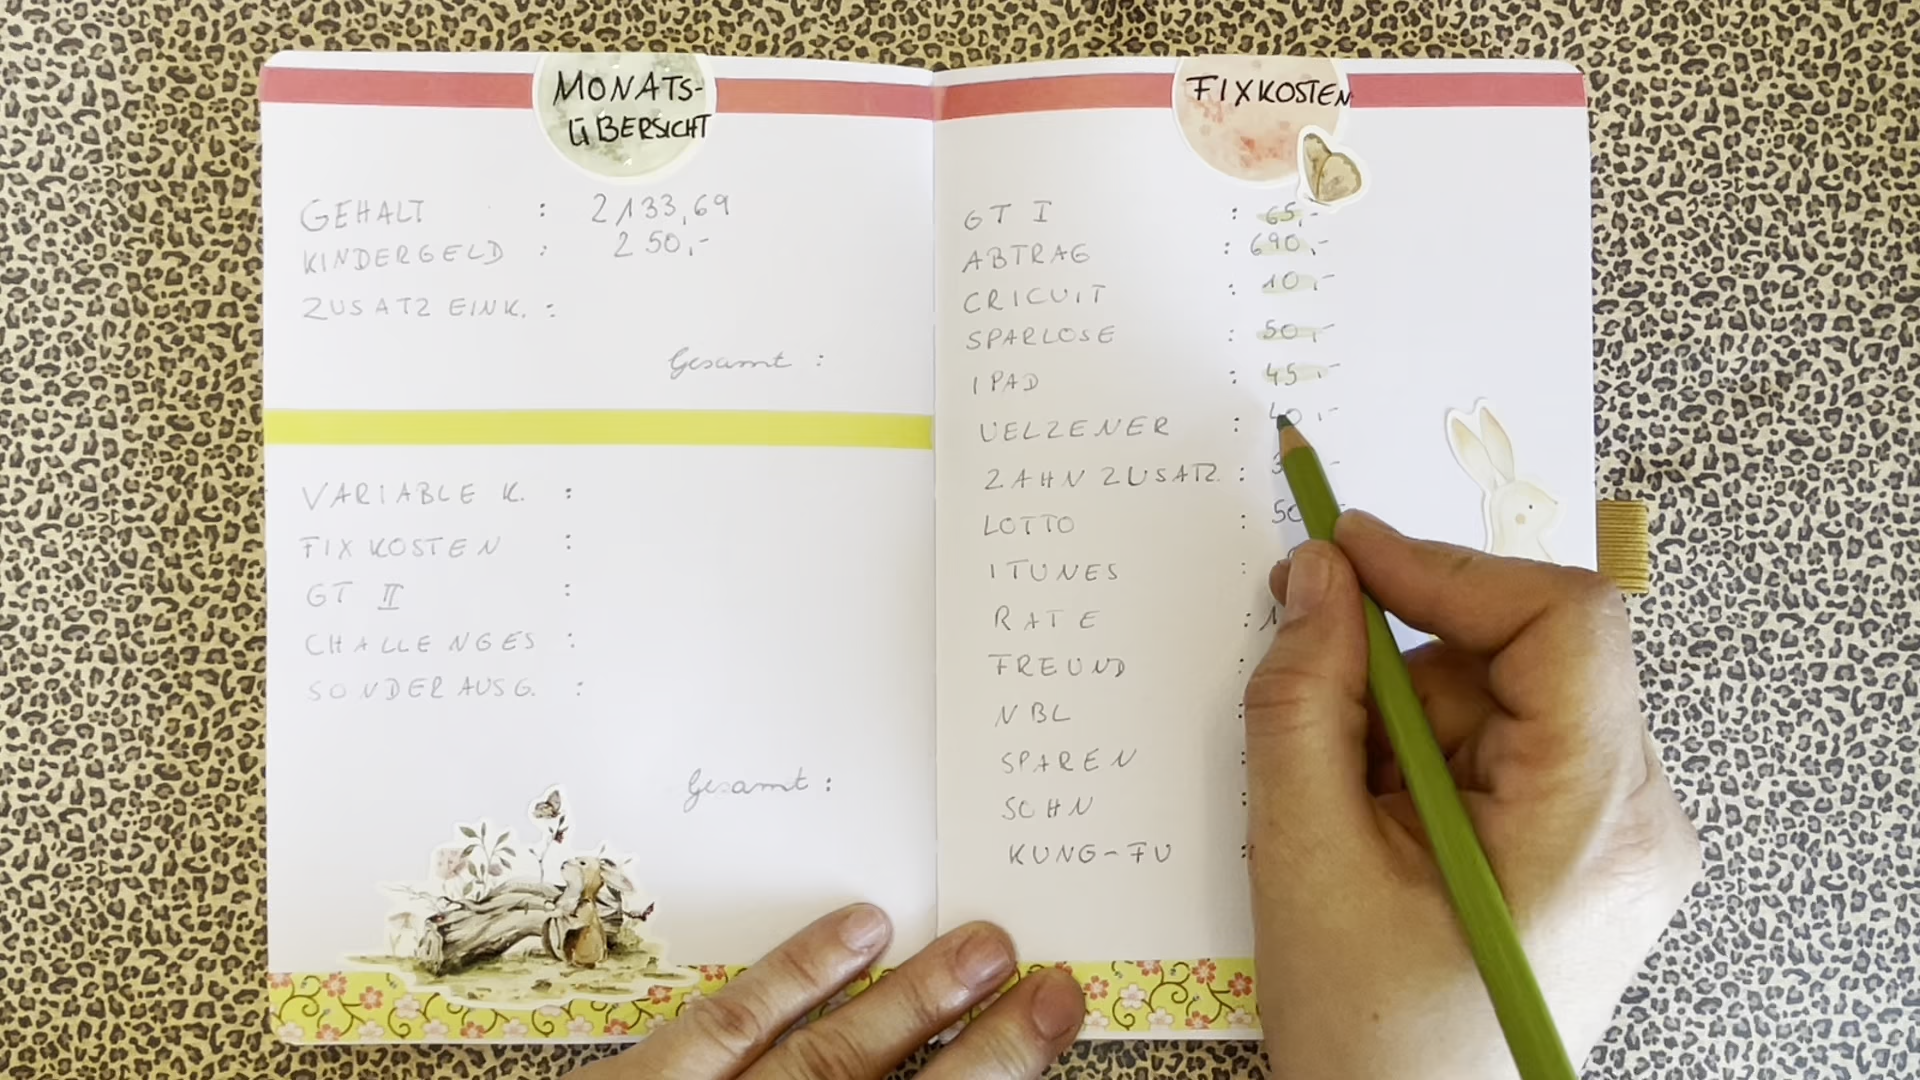 MONATS-
ÜBERSICHT
GEHALT : 2133,69
KINDERGELD : 250,-
ZUSATZ EINK. :
Gesamt :
VARIABLE K. :
FIXKOSTEN :
GT II :
CHALLENGES :
SONDERAUSG. :
Gesamt :
FIXKOSTEN
GT I : 65,-
ABTRAG : 690,-
CRICUIT : 10,-
SPARLOSE : 50,-
IPAD : 45,-
UELZENER : 40,-
ZAHNZUSATZ :
LOTTO : 50
ITUNES :
RATE :
FREUND :
NBL :
SPAREN :
SOHN :
KUNG-FU :